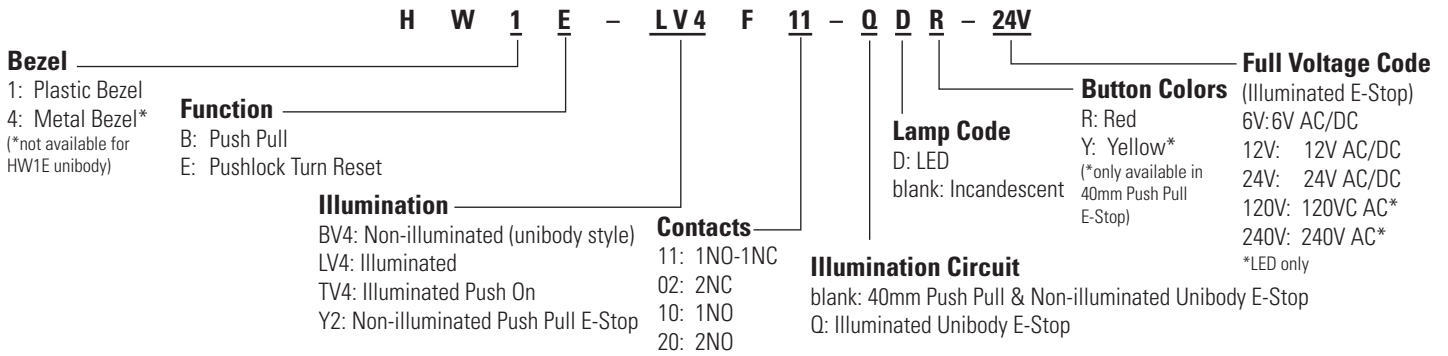 H W 1 E – L V 4 F 11 – Q D R – 24V
Bezel
1: Plastic Bezel
4: Metal Bezel*
(*not available for
HW1E unibody)
Function
B: Push Pull
E: Pushlock Turn Reset
Illumination
BV4: Non-illuminated (unibody style)
LV4: Illuminated
TV4: Illuminated Push On
Y2: Non-illuminated Push Pull E-Stop
Contacts
11: 1NO-1NC
02: 2NC
10: 1NO
20: 2NO
Illumination Circuit
blank: 40mm Push Pull & Non-illuminated Unibody E-Stop
Q: Illuminated Unibody E-Stop
Lamp Code
D: LED
blank: Incandescent
Button Colors
R: Red
Y: Yellow*
(*only available in
40mm Push Pull
E-Stop)
Full Voltage Code
(Illuminated E-Stop)
6V:6V AC/DC
12V: 12V AC/DC
24V: 24V AC/DC
120V: 120VC AC*
240V: 240V AC*
*LED only